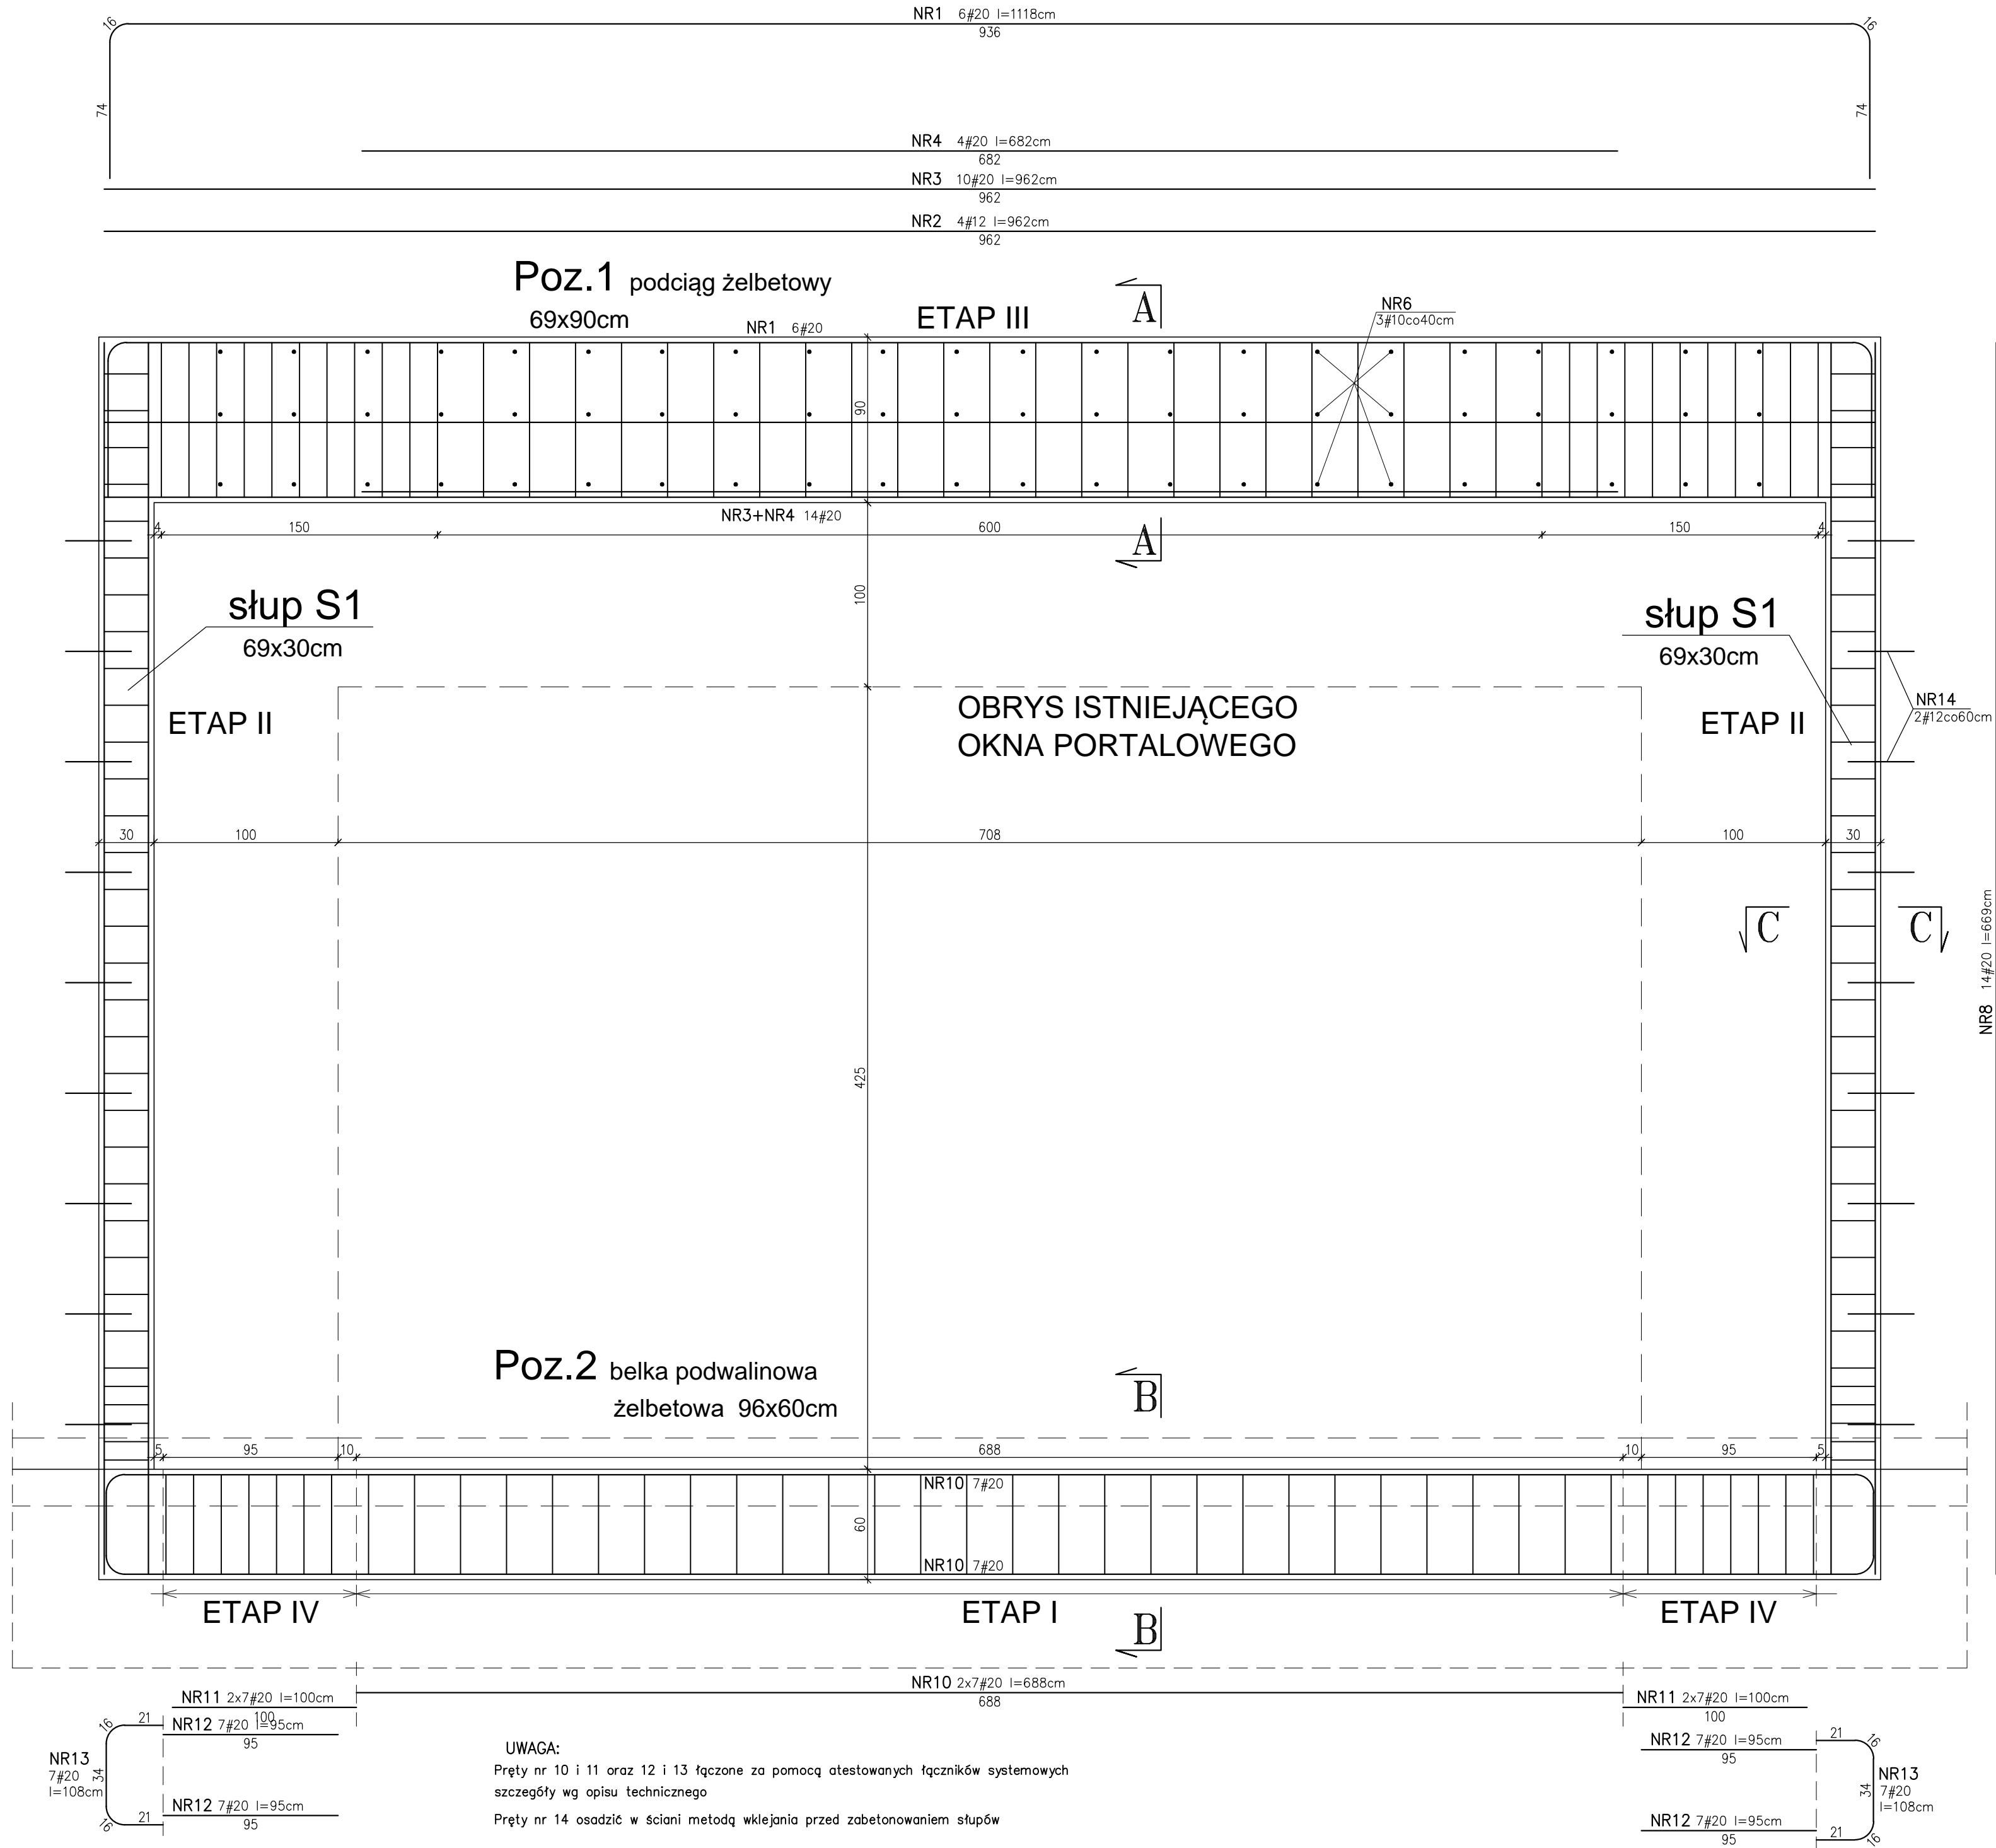 NR1 6#20 l=1118cm
936
16
16
74
74
NR4 4#20 l=682cm
682
NR3 10#20 l=962cm
962
NR2 4#12 l=962cm
962
Poz.1 podciąg żelbetowy
69x90cm
NR1 6#20
ETAP III
A
NR6
3#10co40cm
90
NR3+NR4 14#20
4
150
600
150
4
A
100
słup S1
69x30cm
słup S1
69x30cm
ETAP II
ETAP II
OBRYS ISTNIEJĄCEGO
OKNA PORTALOWEGO
NR14
2#12co60cm
30
100
708
100
30
C
C
NR8 14#20 l=669cm
425
Poz.2 belka podwalinowa
żelbetowa 96x60cm
B
5
95
10
688
10
95
5
NR10 7#20
60
NR10 7#20
ETAP IV
ETAP I
ETAP IV
B
NR10 2x7#20 l=688cm
688
NR11 2x7#20 l=100cm
100
NR11 2x7#20 l=100cm
100
16
21
NR12 7#20 l=95cm
95
NR13
7#20
l=108cm
34
NR12 7#20 l=95cm
95
16
21
UWAGA:
Pręty nr 10 i 11 oraz 12 i 13 łączone za pomocą atestowanych łączników systemowych
szczegóły wg opisu technicznego
Pręty nr 14 osadzić w ściani metodą wklejania przed zabetonowaniem słupów
NR12 7#20 l=95cm
95
21
16
34
NR13
7#20
l=108cm
NR12 7#20 l=95cm
95
21
16